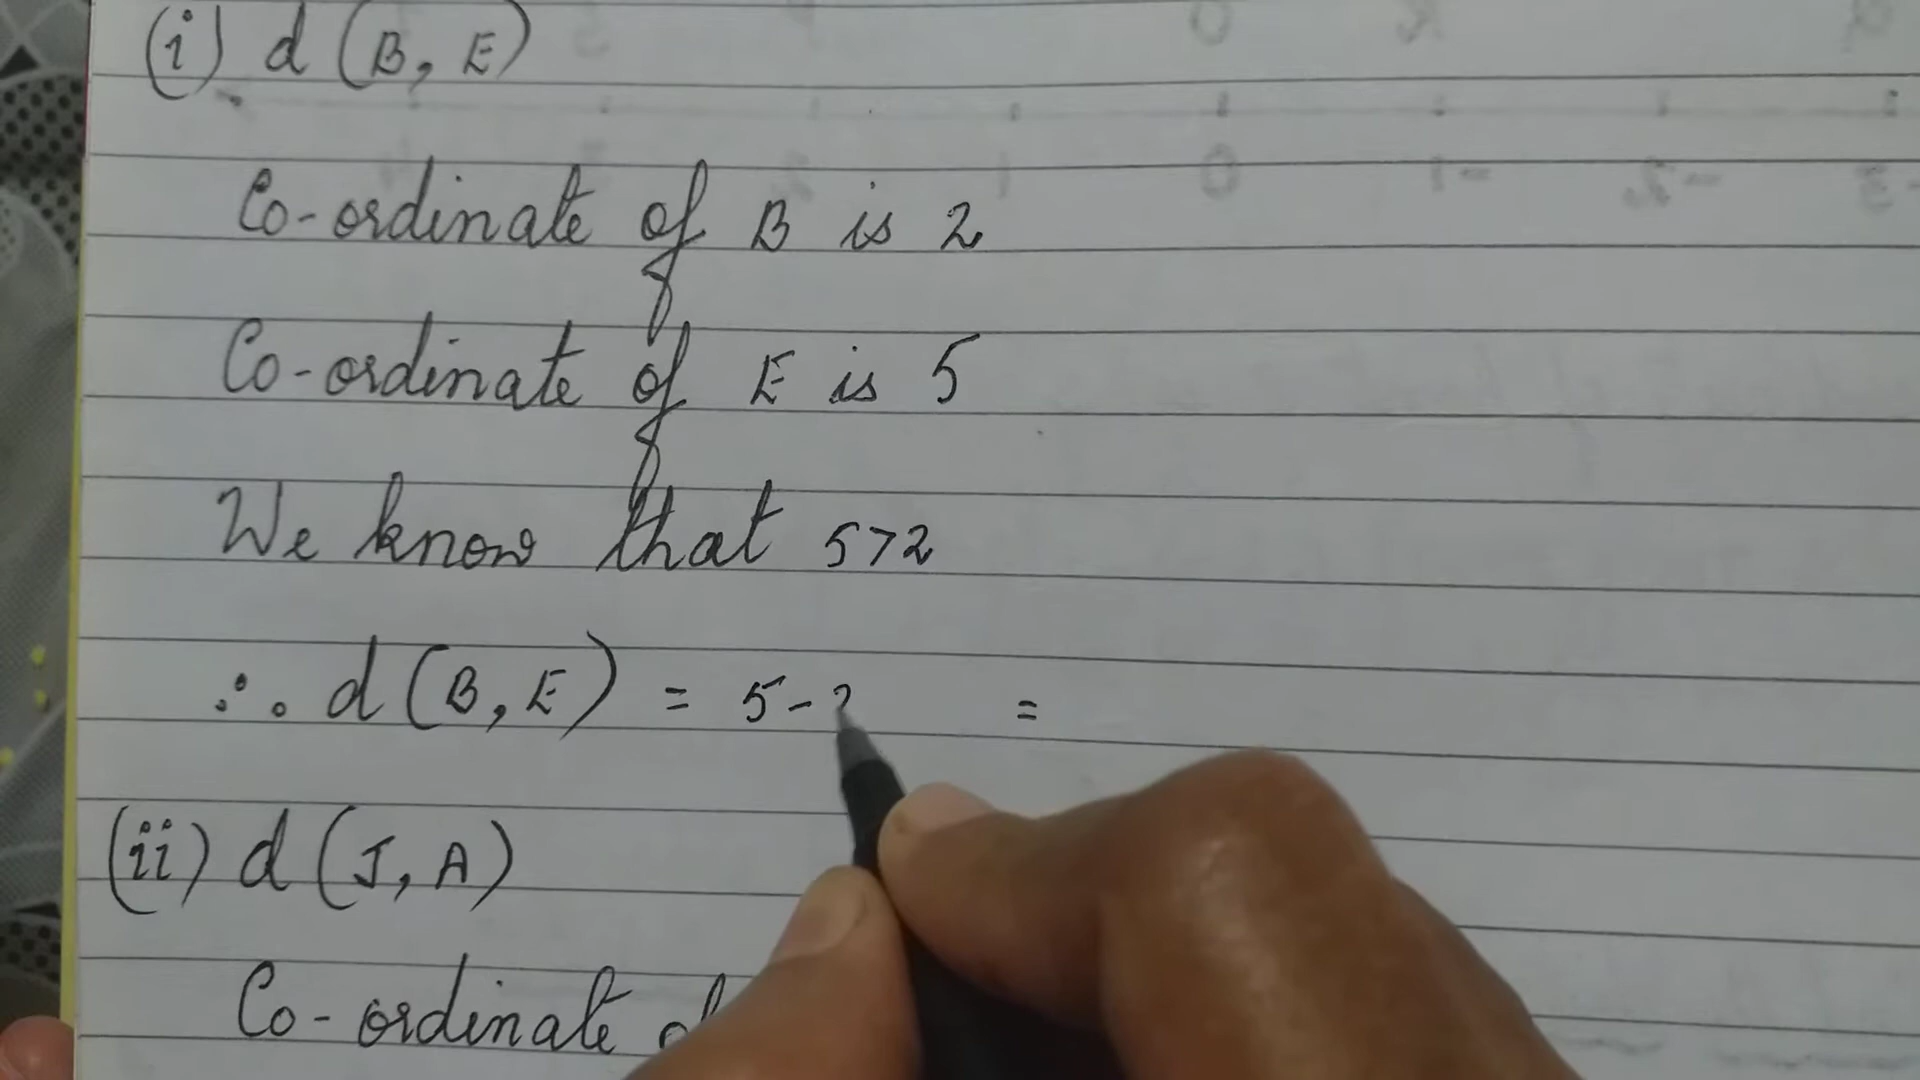 (i) d (B, E)
Co-ordinate of B is 2
Co-ordinate of E is 5
We know that 5>2
∴ d (B, E) = 5-2 =
(ii) d (J, A)
Co-ordinate